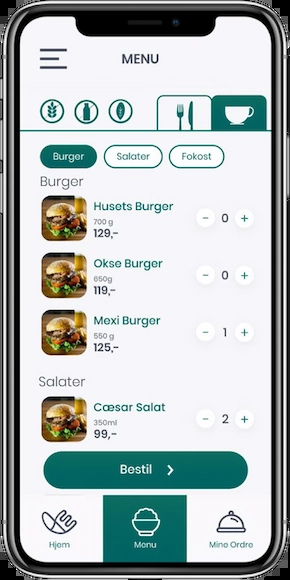 MENU
Burger Salater Fokost
Burger
Husets Burger
700 g
129,-
- 0 +
Okse Burger
650g
119,-
- 0 +
Mexi Burger
550 g
125,-
- 1 +
Salater
Cæsar Salat
350ml
99,-
- 2 +
Bestil >
Hjem Menu Mine Ordre